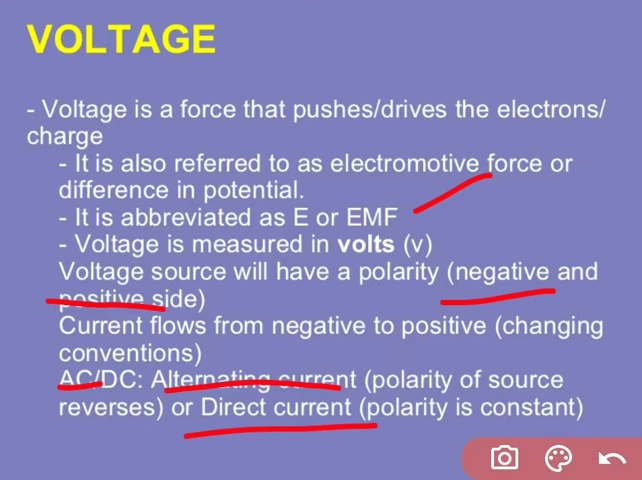 VOLTAGE
- Voltage is a force that pushes/drives the electrons/
charge
- It is also referred to as electromotive force or
difference in potential.
- It is abbreviated as E or EMF
- Voltage is measured in volts (v)
Voltage source will have a polarity (negative and
positive side)
Current flows from negative to positive (changing
conventions)
AC/DC: Alternating current (polarity of source
reverses) or Direct current (polarity is constant)